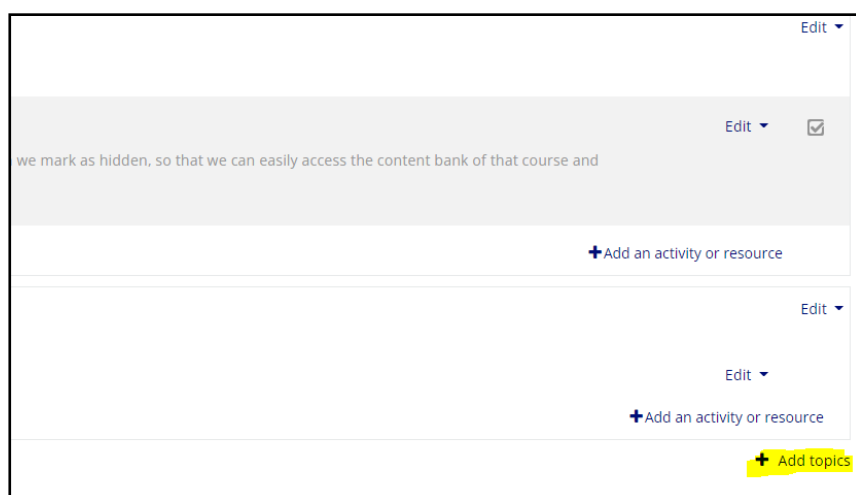 Edit
Edit
we mark as hidden, so that we can easily access the content bank of that course and
Add an activity or resource
Edit
Edit
Add an activity or resource
Add topics